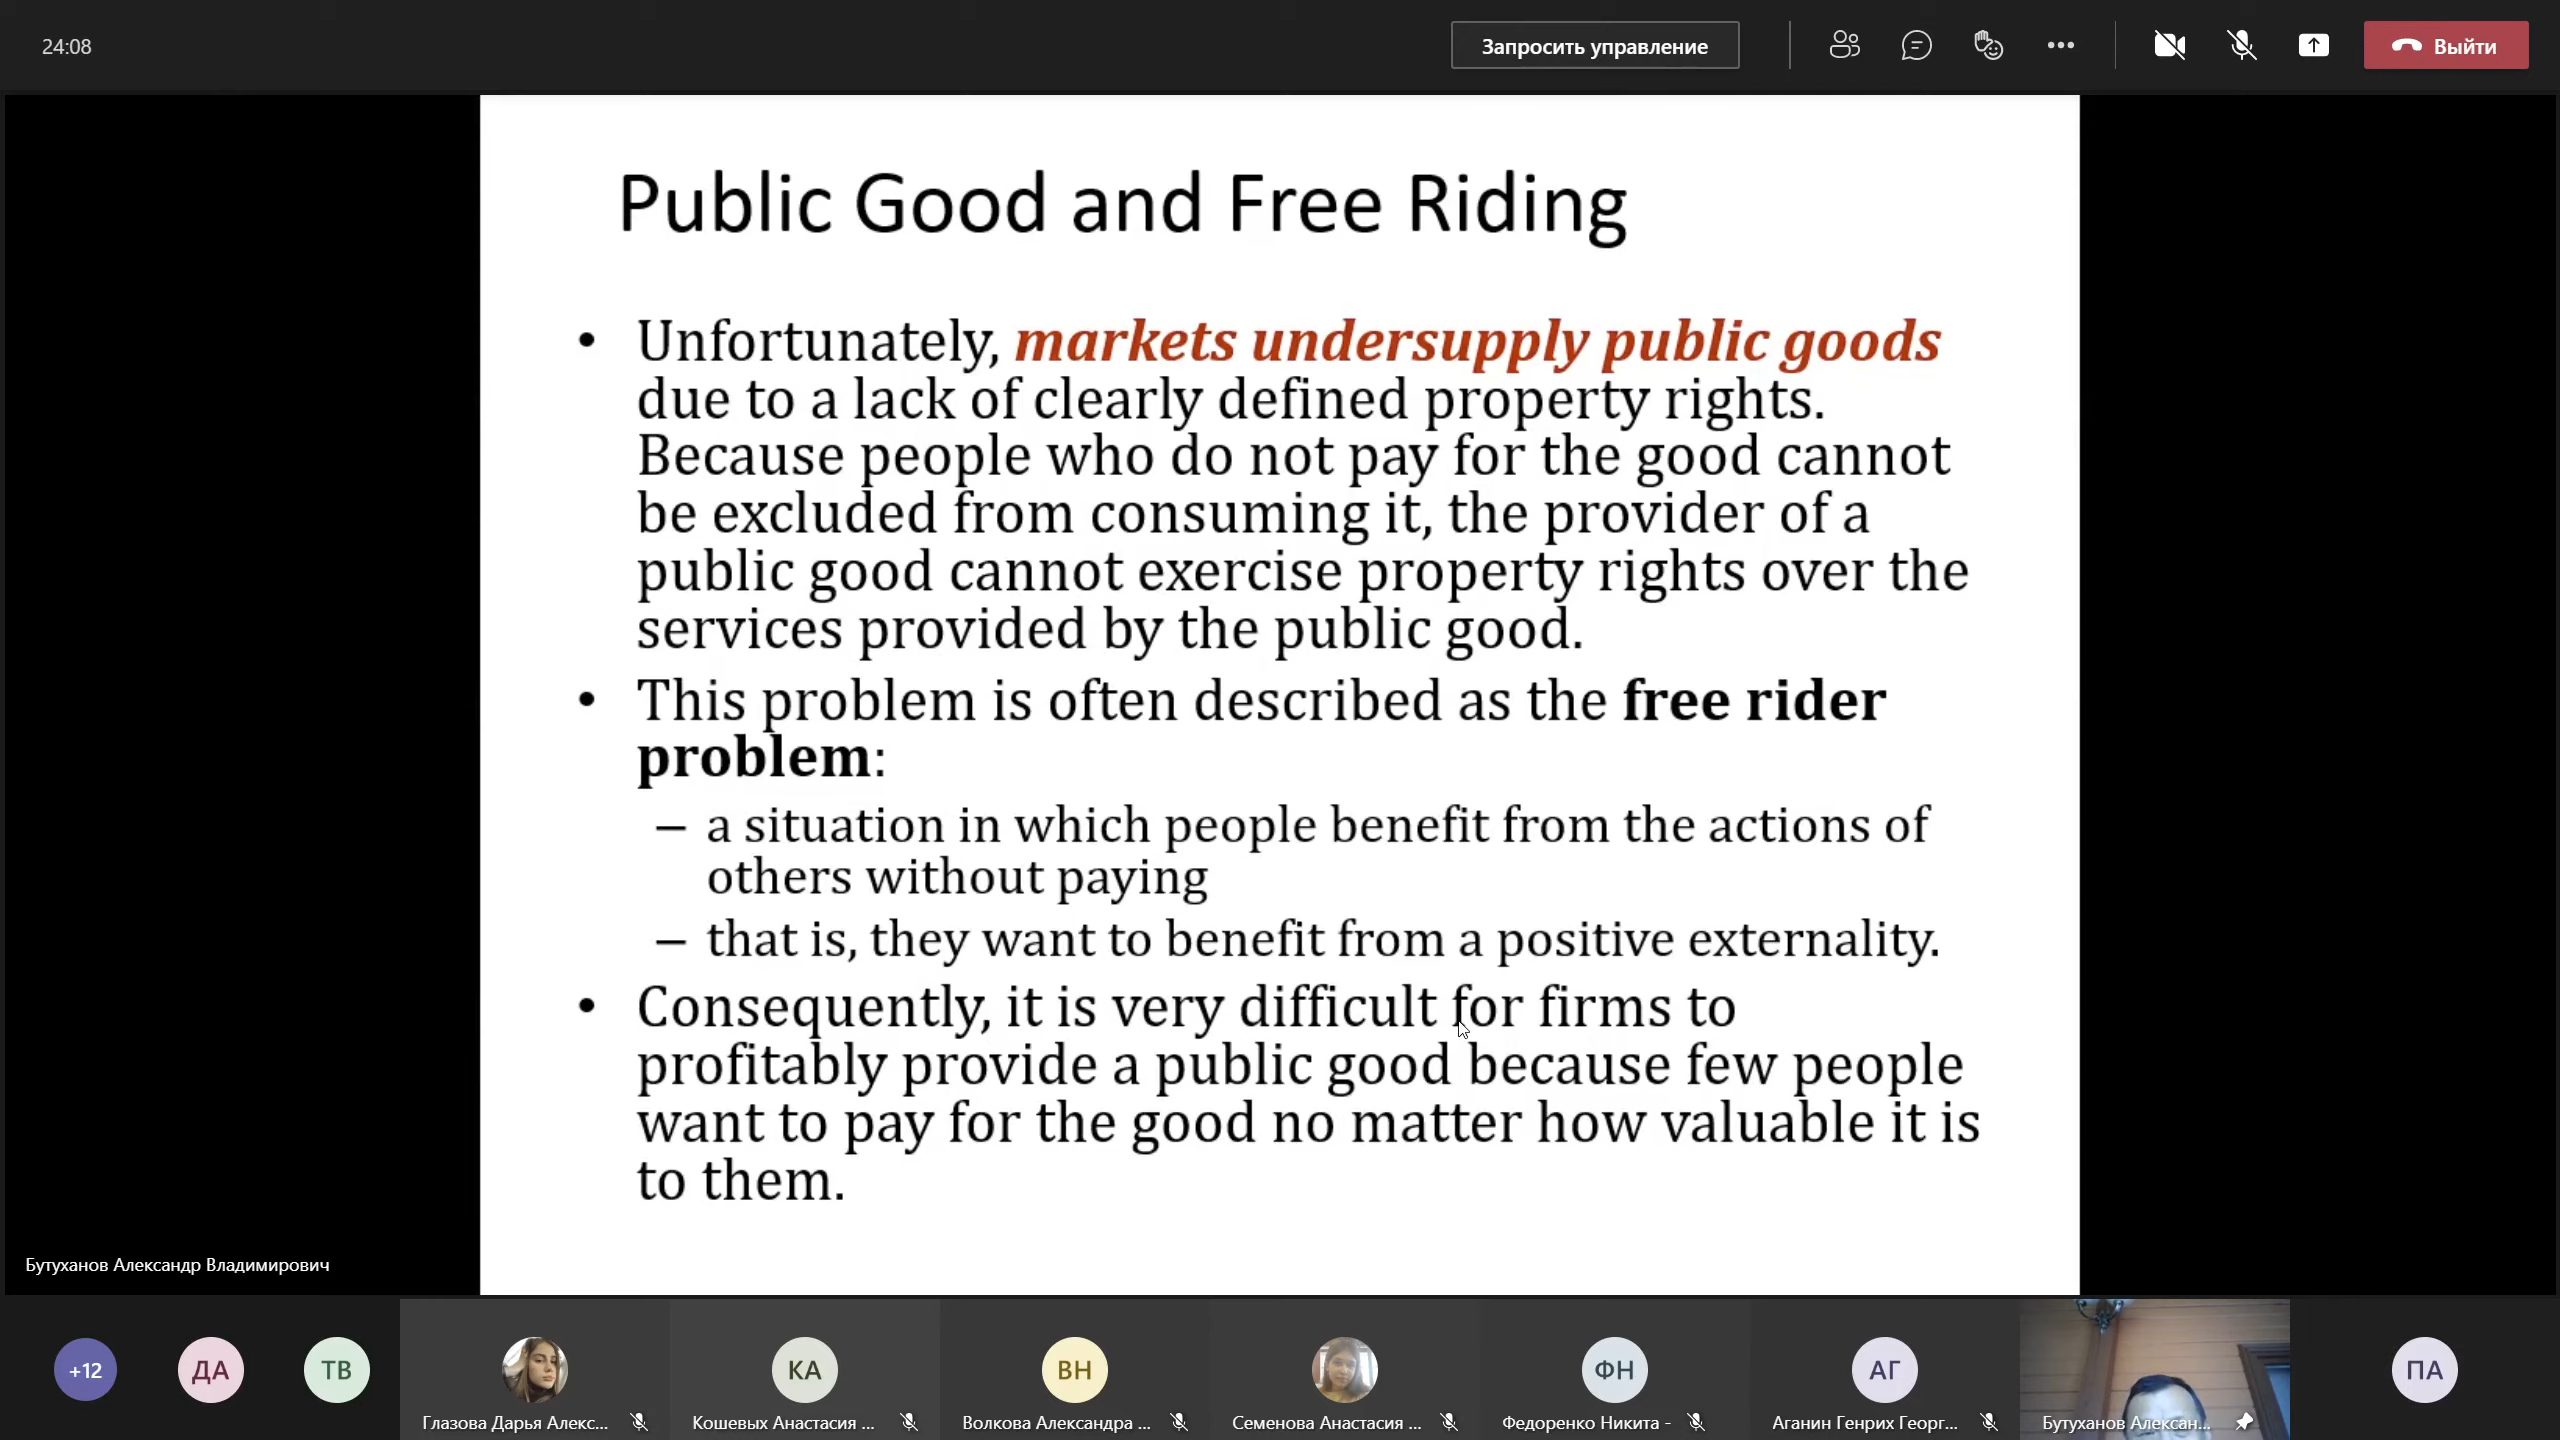 24:08
Запросить управление
Выйти
Public Good and Free Riding
• Unfortunately, markets undersupply public goods
due to a lack of clearly defined property rights.
Because people who do not pay for the good cannot
be excluded from consuming it, the provider of a
public good cannot exercise property rights over the
services provided by the public good.
• This problem is often described as the free rider
problem:
– a situation in which people benefit from the actions of
others without paying
– that is, they want to benefit from a positive externality.
• Consequently, it is very difficult for firms to
profitably provide a public good because few people
want to pay for the good no matter how valuable it is
to them.
Бутуханов Александр Владимирович
+12
ДА
ТВ
Глазова Дарья Алекс...
КА
Кошевых Анастасия ...
ВН
Волкова Александра ...
Семенова Анастасия ...
ФН
Федоренко Никита -
АГ
Аганин Генрих Георг...
Бутуханов Алексан...
ПА